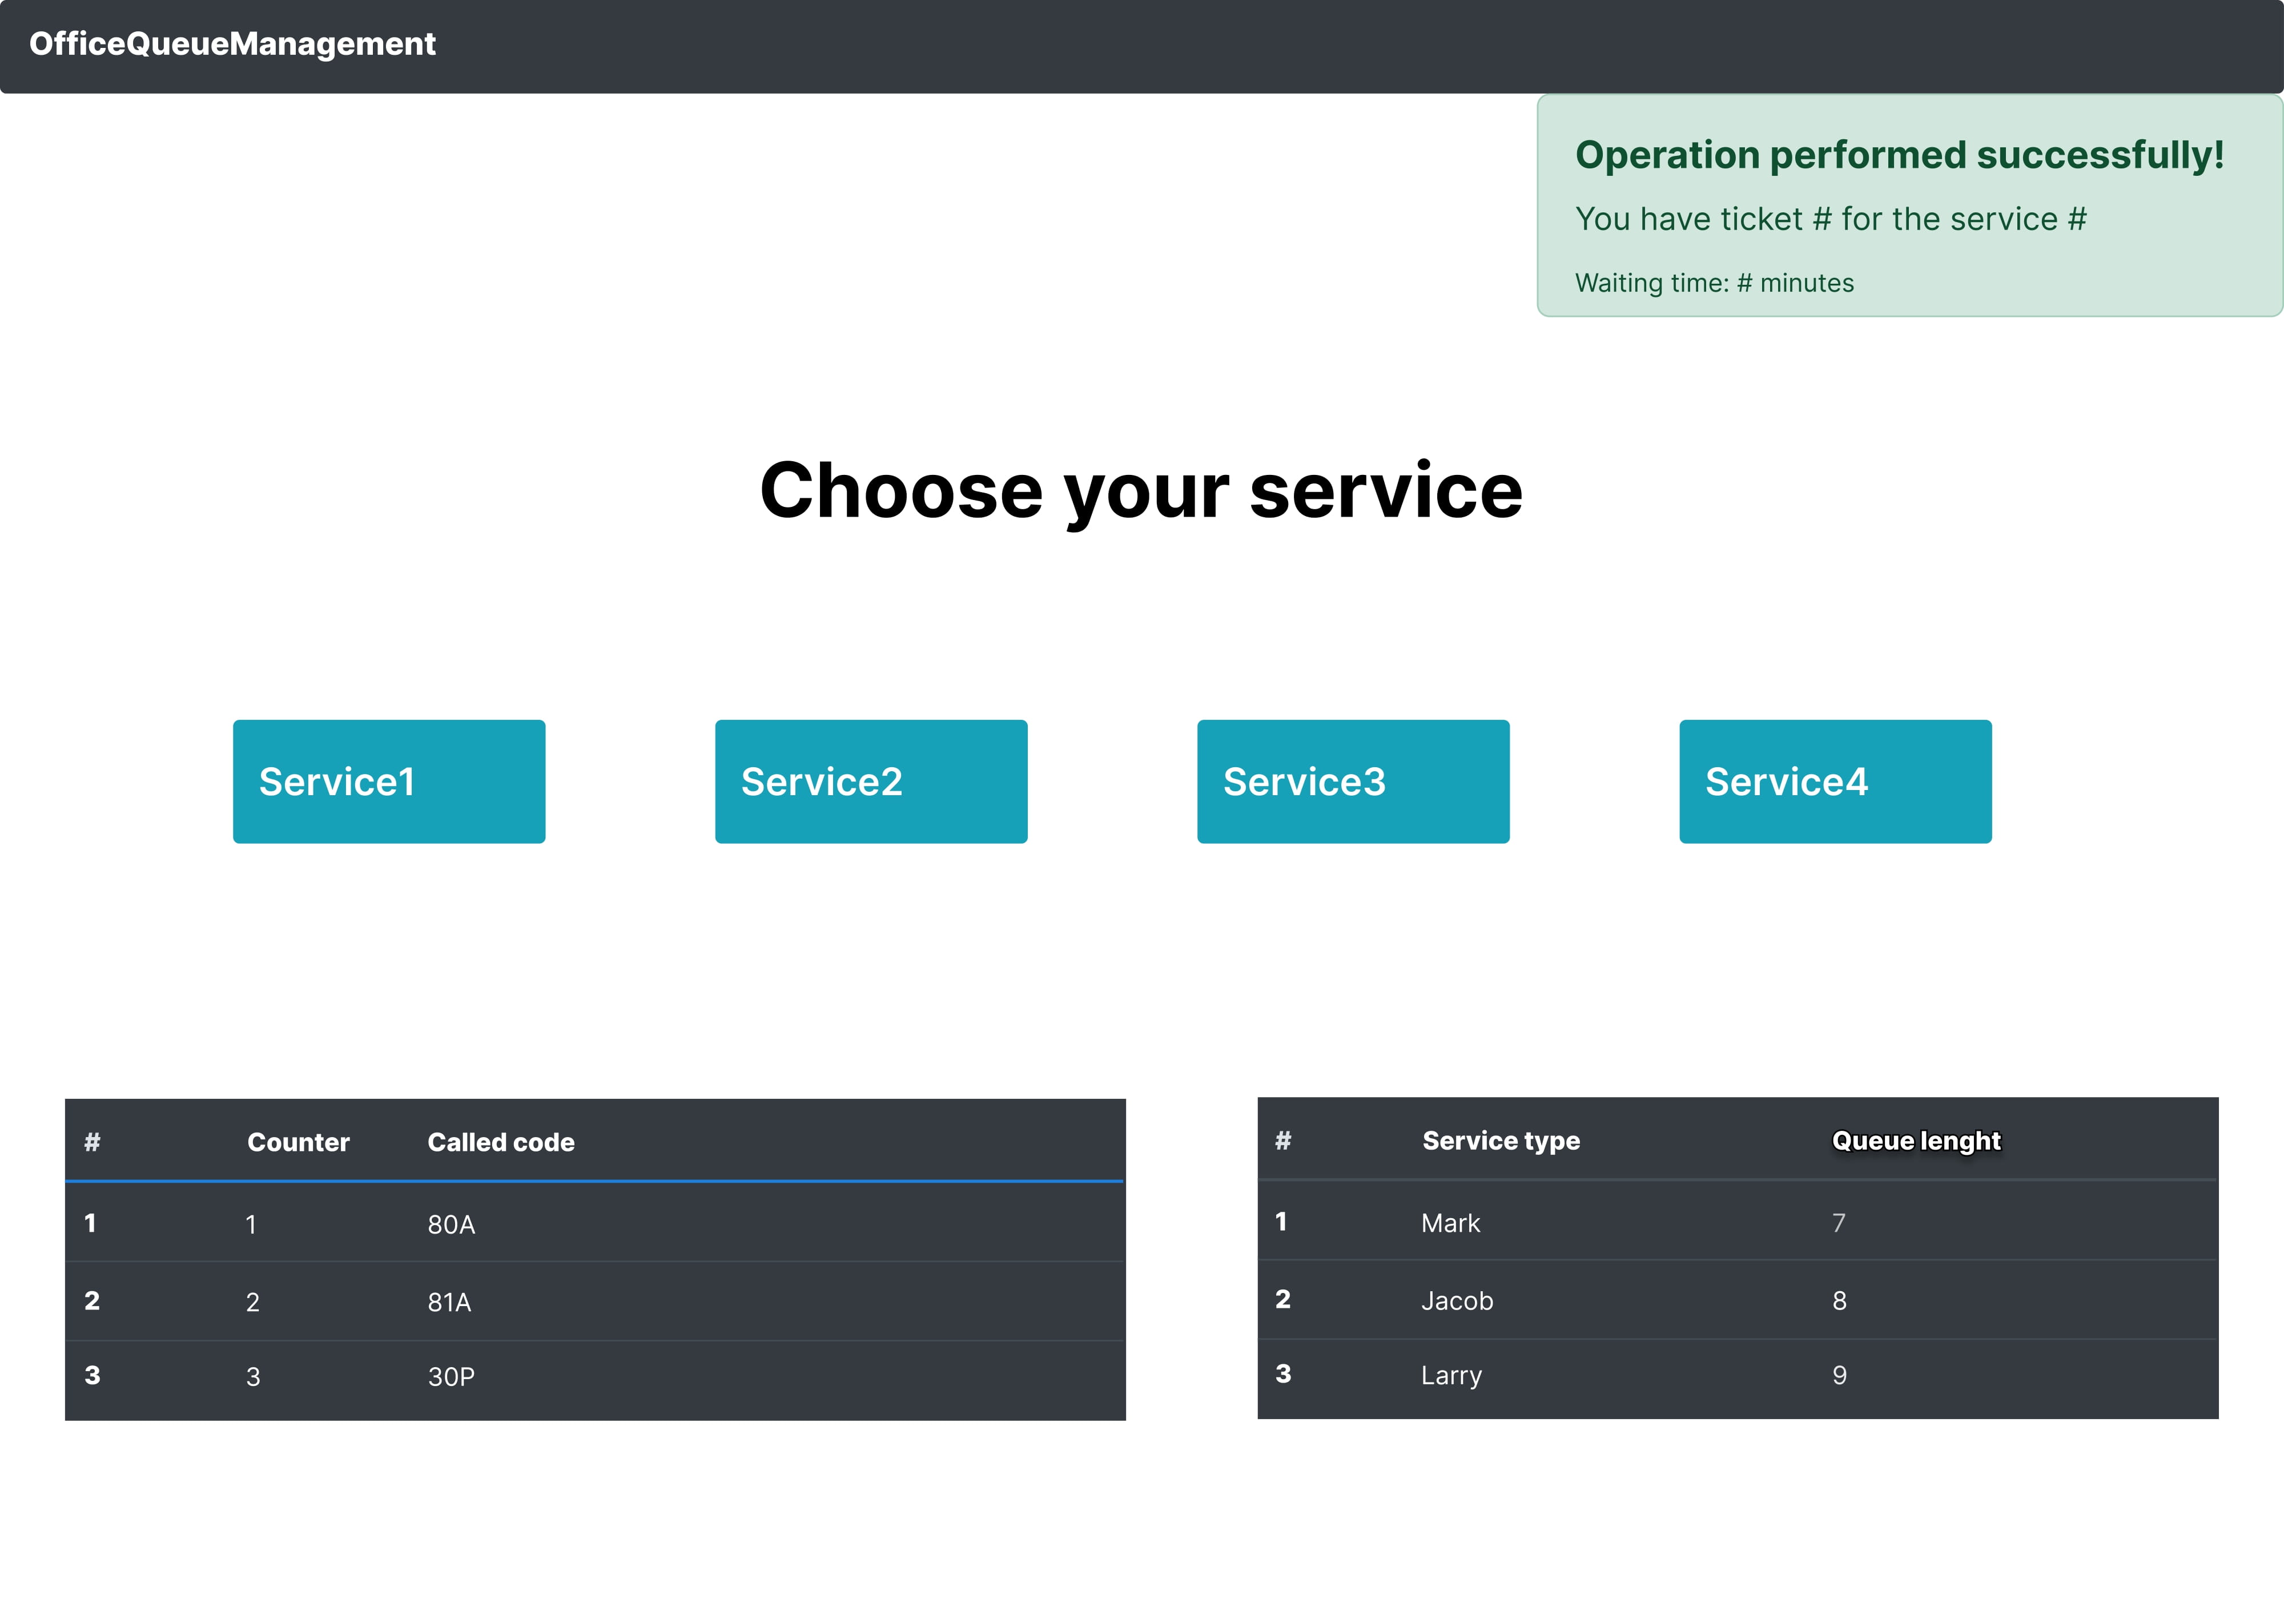 OfficeQueueManagement
Operation performed successfully!
You have ticket # for the service #
Waiting time: # minutes
Choose your service
Service1
Service2
Service3
Service4
# Counter Called code
1 1 80A
2 2 81A
3 3 30P
# Service type Queue lenght
1 Mark 7
2 Jacob 8
3 Larry 9